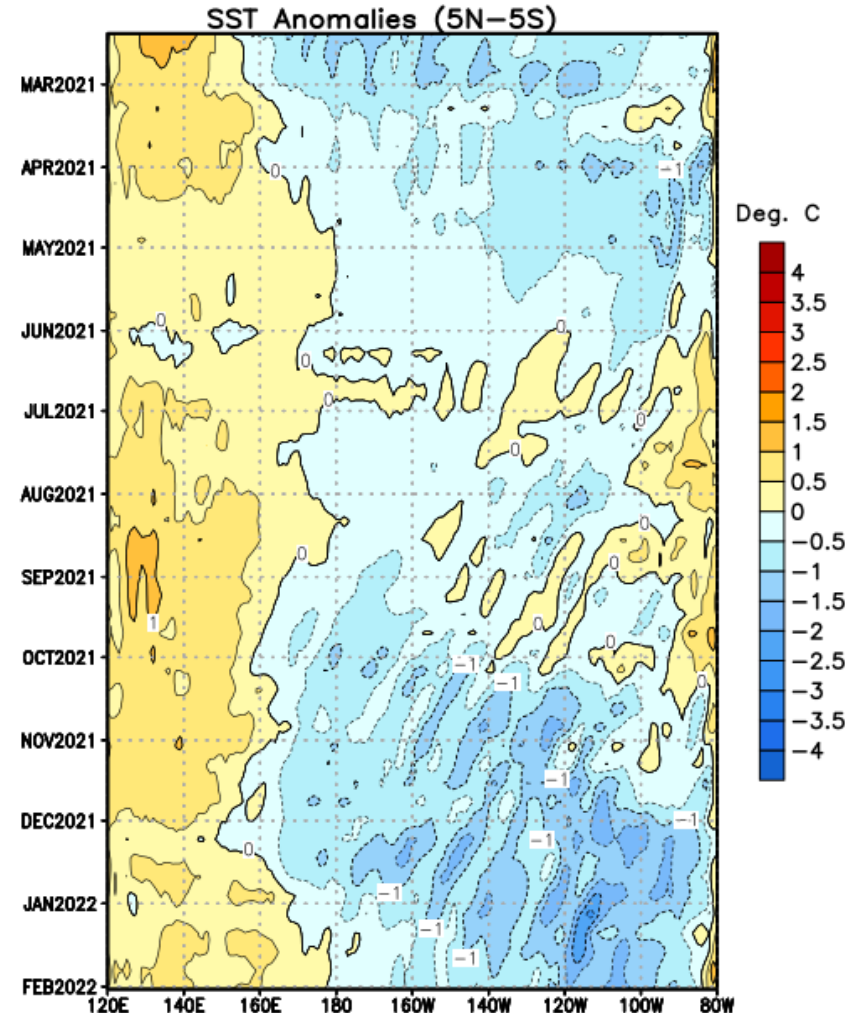 SST Anomalies (5N−5S)
MAR2021
APR2021
MAY2021
JUN2021
JUL2021
AUG2021
SEP2021
OCT2021
NOV2021
DEC2021
JAN2022
FEB2022
120E 140E 160E 180 160W 140W 120W 100W 80W
0
−1
0
0
0
0
0
0
0
0
0
0
1
0
−1
−1
0
−1
−1
−1
0
−1
−1
−1
Deg. C
4
3.5
3
2.5
2
1.5
1
0.5
0
−0.5
−1
−1.5
−2
−2.5
−3
−3.5
−4